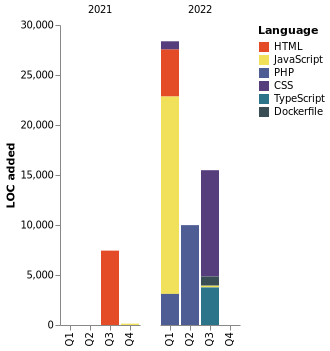 2021 2022
Language
HTML
JavaScript
PHP
CSS
TypeScript
Dockerfile
LOC added
30,000
25,000
20,000
15,000
10,000
5,000
0
Q1 Q2 Q3 Q4 Q1 Q2 Q3 Q4